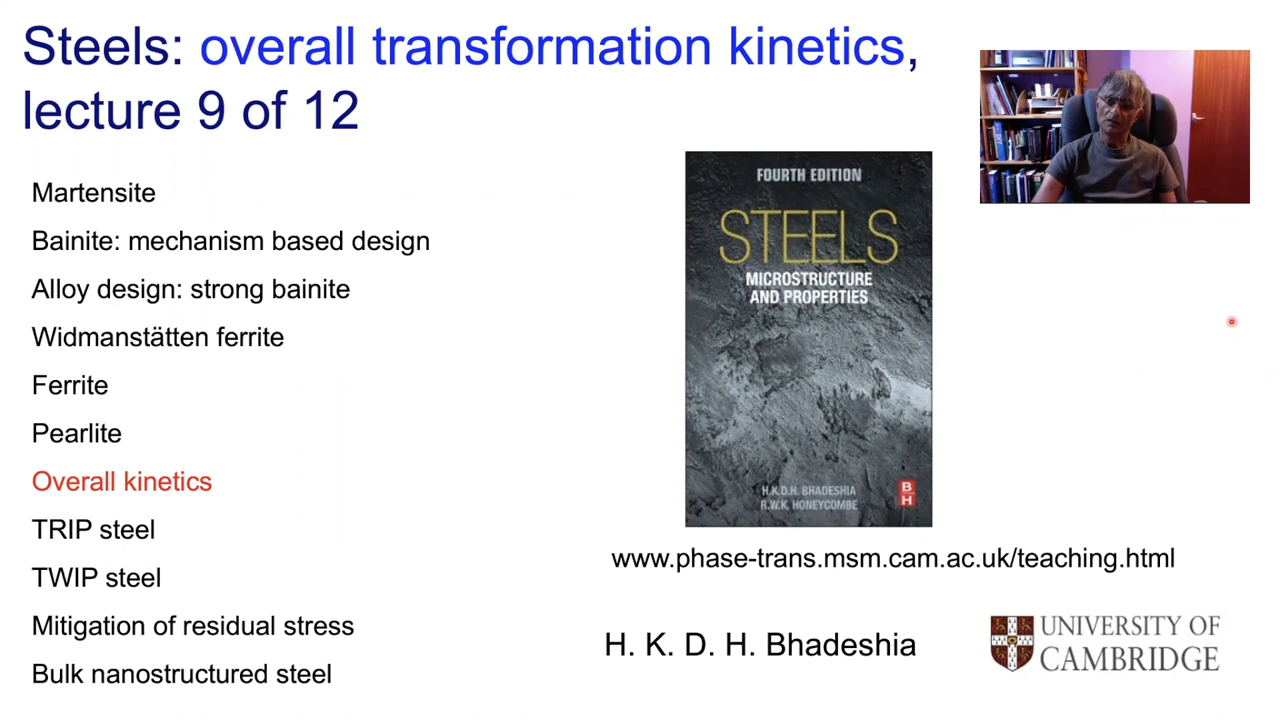 Steels: overall transformation kinetics,
lecture 9 of 12
Martensite
Bainite: mechanism based design
Alloy design: strong bainite
Widmanstätten ferrite
Ferrite
Pearlite
Overall kinetics
TRIP steel
TWIP steel
Mitigation of residual stress
Bulk nanostructured steel
FOURTH EDITION
STEELS
MICROSTRUCTURE
AND PROPERTIES
H.K.D.H. BHADESHIA
R.W.K. HONEYCOMBE
B
H
www.phase-trans.msm.cam.ac.uk/teaching.html
H. K. D. H. Bhadeshia
UNIVERSITY OF
CAMBRIDGE